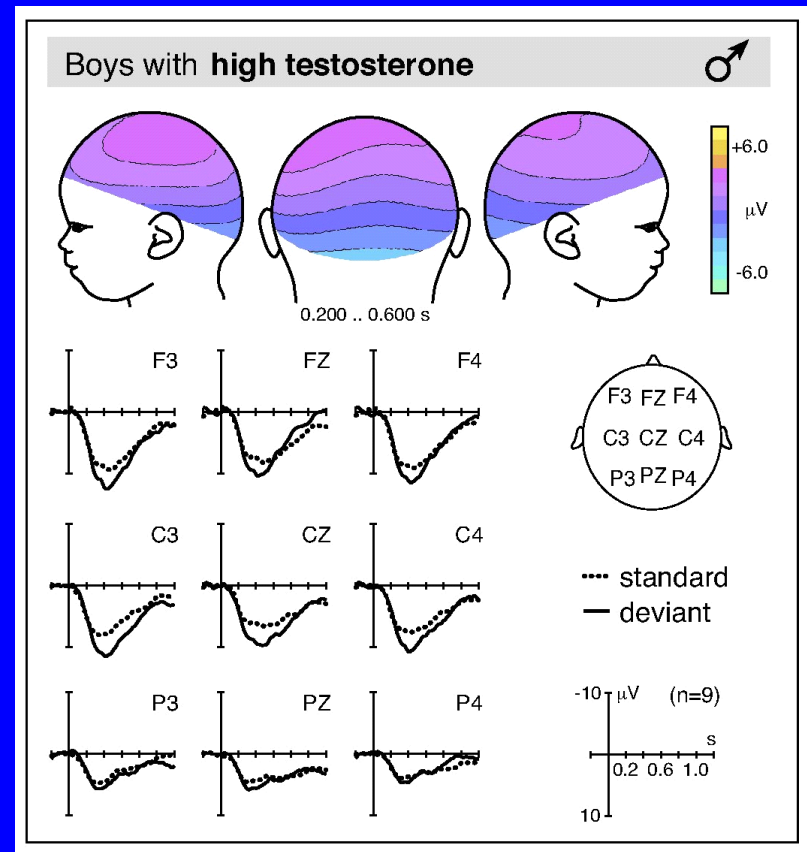 Boys with high testosterone
+6.0
µV
-6.0
0.200 .. 0.600 s
F3 FZ F4
F3 FZ F4
C3 CZ C4
P3 PZ P4
C3 CZ C4
standard
deviant
P3 PZ P4
-10 µV (n=9)
s
0.2 0.6 1.0
10